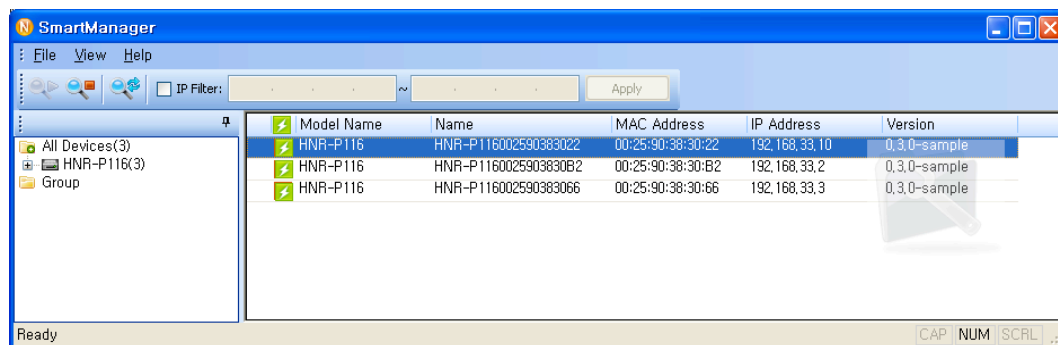 SmartManager
File View Help
IP Filter: . . . ~ . . . Apply
Model Name Name MAC Address IP Address Version
All Devices(3)
HNR-P116(3)
Group
HNR-P116 HNR-P116002590383022 00:25:90:38:30:22 192,168,33,10 0,3,0-sample
HNR-P116 HNR-P1160025903830B2 00:25:90:38:30:B2 192,168,33,2 0,3,0-sample
HNR-P116 HNR-P116002590383066 00:25:90:38:30:66 192,168,33,3 0,3,0-sample
Ready CAP NUM SCRL